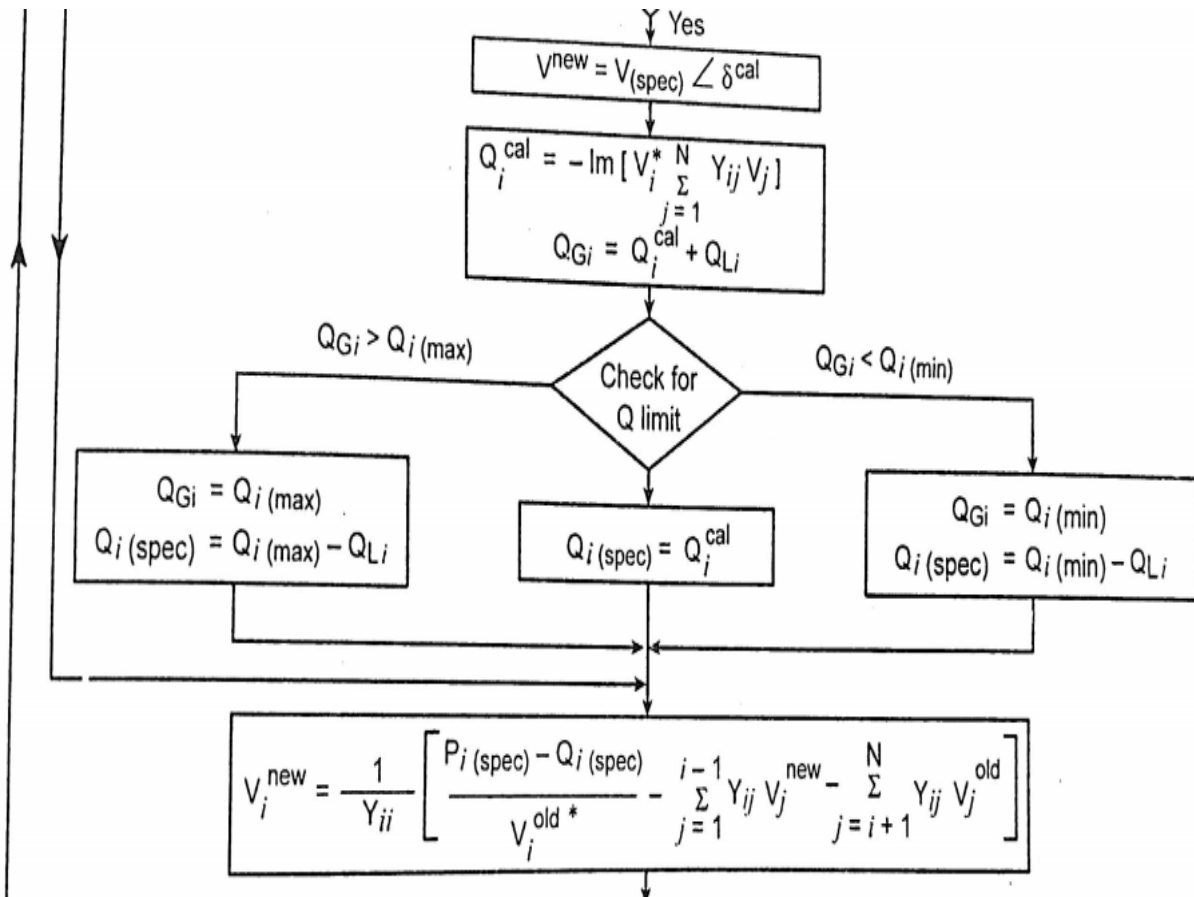 Yes
V^new = V_(spec) ∠ δ^cal
Q_i^cal = – Im [ V_i^* Σ_{j = 1}^{N} Y_ij V_j ]
Q_Gi = Q_i^cal + Q_Li
Q_Gi > Q_i (max)
Q_Gi < Q_i (min)
Check for
Q limit
Q_Gi = Q_i (max)
Q_i (spec) = Q_i (max) – Q_Li
Q_i (spec) = Q_i^cal
Q_Gi = Q_i (min)
Q_i (spec) = Q_i (min) – Q_Li
V_i^new = 1 / Y_ii [ (P_i (spec) – Q_i (spec)) / V_i^old * – Σ_{j = 1}^{i – 1} Y_ij V_j^new – Σ_{j = i + 1}^{N} Y_ij V_j^old ]